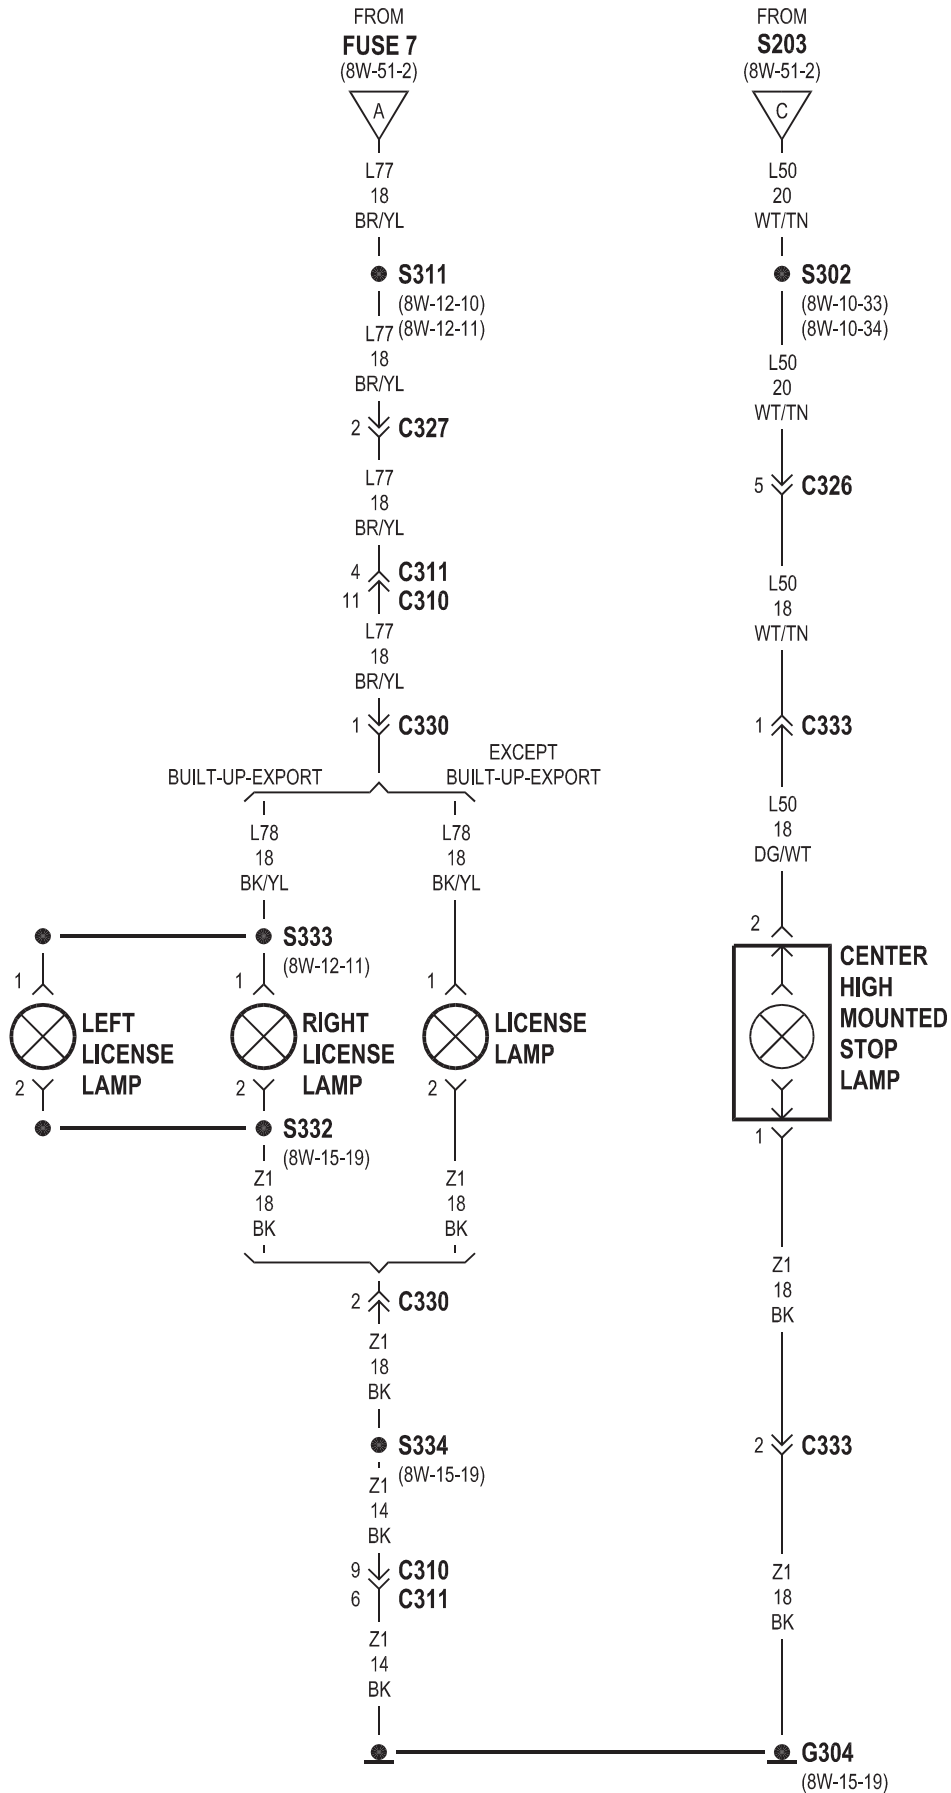 FROM
FUSE 7
(8W-51-2)
A
L77
18
BR/YL
S311
(8W-12-10)
(8W-12-11)
L77
18
BR/YL
2
C327
L77
18
BR/YL
4
C311
11
C310
L77
18
BR/YL
1
C330
BUILT-UP-EXPORT
EXCEPT
BUILT-UP-EXPORT
L78
18
BK/YL
L78
18
BK/YL
S333
(8W-12-11)
1
1
1
LEFT
LICENSE
LAMP
RIGHT
LICENSE
LAMP
LICENSE
LAMP
2
2
2
S332
(8W-15-19)
Z1
18
BK
Z1
18
BK
2
C330
Z1
18
BK
S334
(8W-15-19)
Z1
14
BK
9
C310
6
C311
Z1
14
BK
FROM
S203
(8W-51-2)
C
L50
20
WT/TN
S302
(8W-10-33)
(8W-10-34)
L50
20
WT/TN
5
C326
L50
18
WT/TN
1
C333
L50
18
DG/WT
2
CENTER
HIGH
MOUNTED
STOP
LAMP
1
Z1
18
BK
2
C333
Z1
18
BK
G304
(8W-15-19)